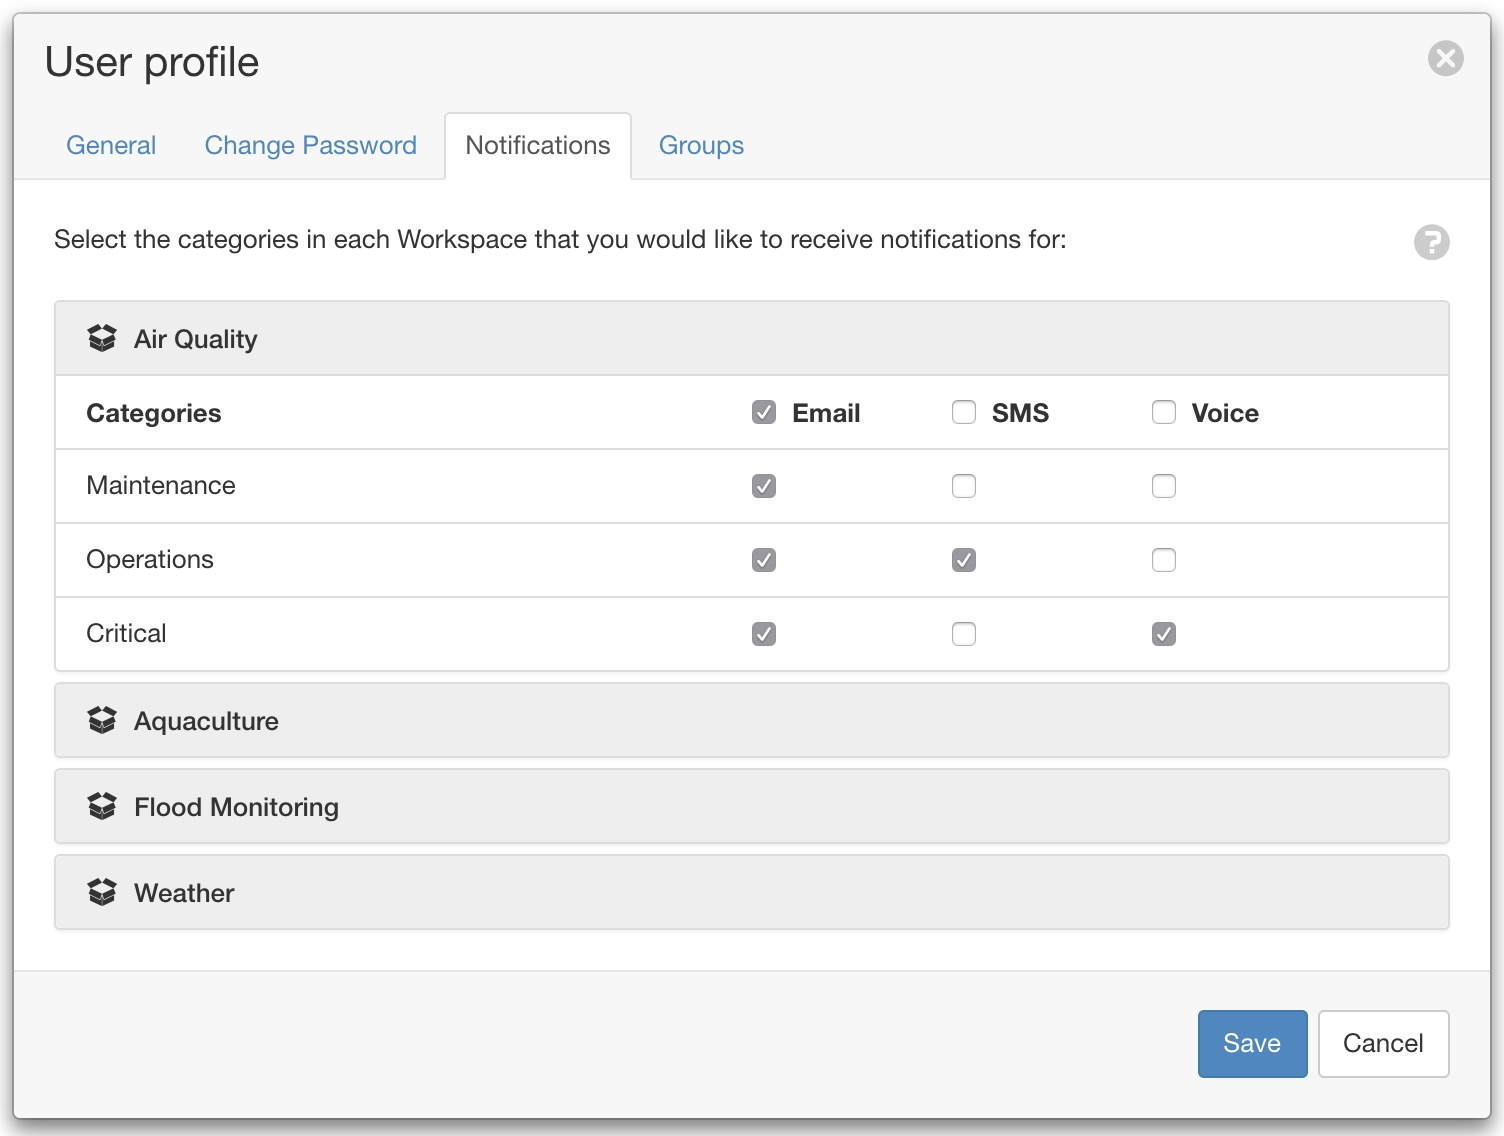 User profile
General Change Password Notifications Groups
Select the categories in each Workspace that you would like to receive notifications for:
?
Air Quality
Categories Email SMS Voice
Maintenance
Operations
Critical
Aquaculture
Flood Monitoring
Weather
Save Cancel